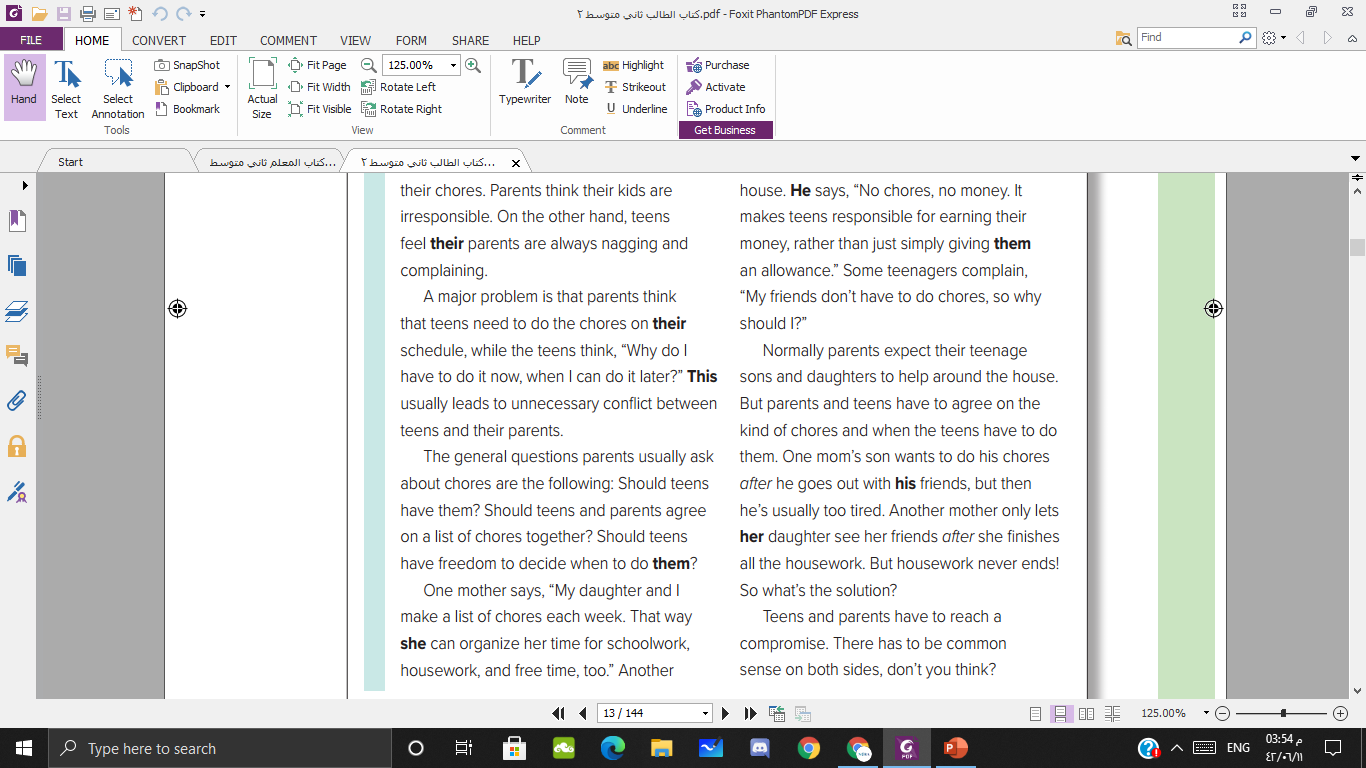 كتاب الطالب ثاني متوسط ٢.pdf - Foxit PhantomPDF Express
FILE
HOME
CONVERT
EDIT
COMMENT
VIEW
FORM
SHARE
HELP
Find
Hand
Select Text
Select Annotation
SnapShot
Clipboard
Bookmark
Tools
Actual Size
Fit Page
Fit Width
Fit Visible
125.00%
Rotate Left
Rotate Right
View
Typewriter
Note
abc Highlight
T Strikeout
U Underline
Comment
Purchase
Activate
Product Info
Get Business
Start
كتاب المعلم ثاني متوسط...
كتاب الطالب ثاني متوسط ٢...
their chores. Parents think their kids are
irresponsible. On the other hand, teens
feel their parents are always nagging and
complaining.
A major problem is that parents think
that teens need to do the chores on their
schedule, while the teens think, “Why do I
have to do it now, when I can do it later?” This
usually leads to unnecessary conflict between
teens and their parents.
The general questions parents usually ask
about chores are the following: Should teens
have them? Should teens and parents agree
on a list of chores together? Should teens
have freedom to decide when to do them?
One mother says, “My daughter and I
make a list of chores each week. That way
she can organize her time for schoolwork,
housework, and free time, too.” Another
house. He says, “No chores, no money. It
makes teens responsible for earning their
money, rather than just simply giving them
an allowance.” Some teenagers complain,
“My friends don’t have to do chores, so why
should I?”
Normally parents expect their teenage
sons and daughters to help around the house.
But parents and teens have to agree on the
kind of chores and when the teens have to do
them. One mom’s son wants to do his chores
after he goes out with his friends, but then
he’s usually too tired. Another mother only lets
her daughter see her friends after she finishes
all the housework. But housework never ends!
So what’s the solution?
Teens and parents have to reach a
compromise. There has to be common
sense on both sides, don’t you think?
13 / 144
125.00%
Type here to search
PDF
ENG
03:54 م
٤٢/٠٦/١١